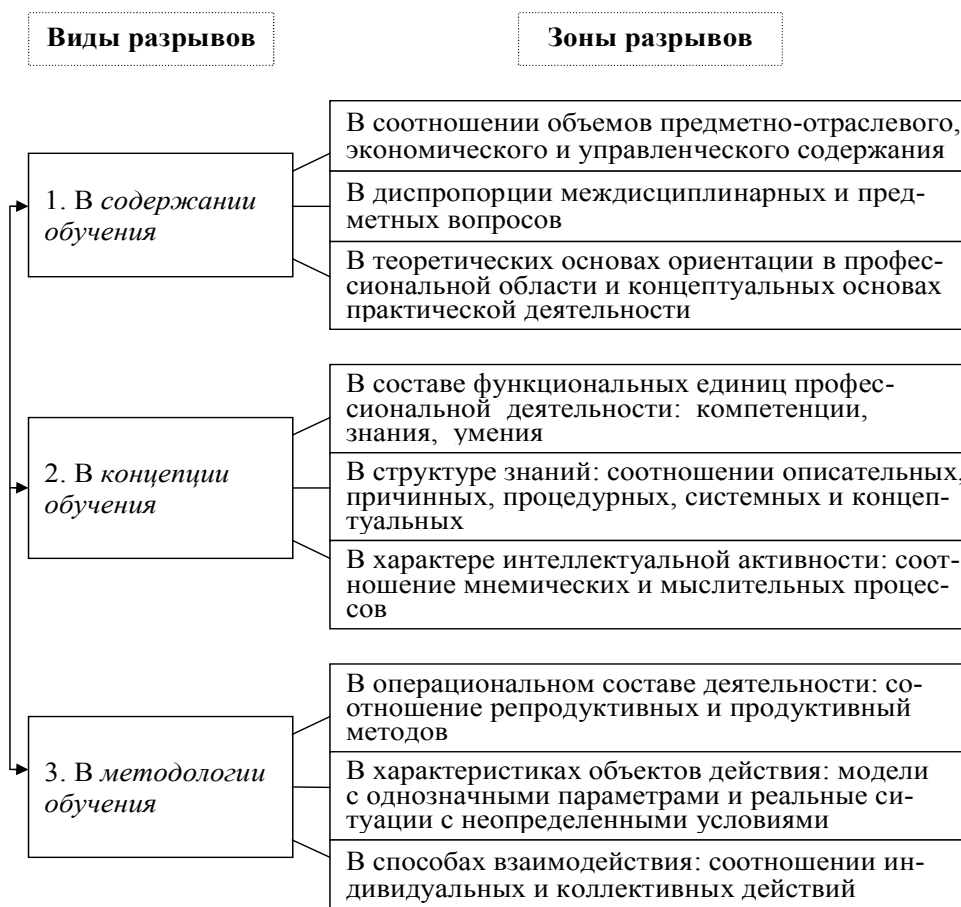 Виды разрывов
Зоны разрывов
1. В содержании
обучения
В соотношении объемов предметно-отраслевого,
экономического и управленческого содержания
В диспропорции междисциплинарных и пред-
метных вопросов
В теоретических основах ориентации в профес-
сиональной области и концептуальных основах
практической деятельности
2. В концепции
обучения
В составе функциональных единиц профес-
сиональной деятельности: компетенции,
знания, умения
В структуре знаний: соотношении описательных,
причинных, процедурных, системных и концеп-
туальных
В характере интеллектуальной активности: соот-
ношение мнемических и мыслительных процес-
сов
3. В методологии
обучения
В операциональном составе деятельности: со-
отношение репродуктивных и продуктивный
методов
В характеристиках объектов действия: модели
с однозначными параметрами и реальные си-
туации с неопределенными условиями
В способах взаимодействия: соотношении ин-
дивидуальных и коллективных действий